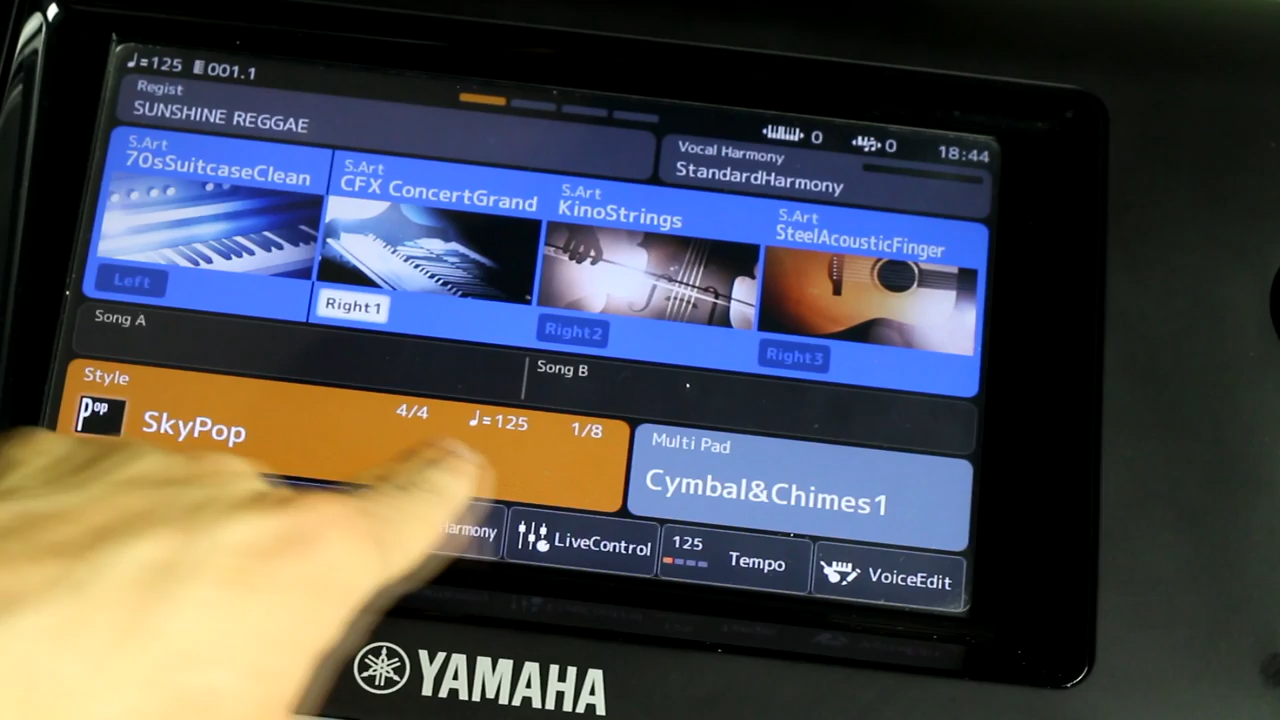 ♩=125 001.1
Regist
SUNSHINE REGGAE
0 0 18:44
Vocal Harmony
StandardHarmony
S.Art
70sSuitcaseClean
Left
S.Art
CFX ConcertGrand
Right1
S.Art
KinoStrings
Right2
S.Art
SteelAcousticFinger
Right3
Song A
Song B
Style
Pop
SkyPop
4/4 ♩=125 1/8
Multi Pad
Cymbal&Chimes1
LiveControl
125
Tempo
VoiceEdit
YAMAHA